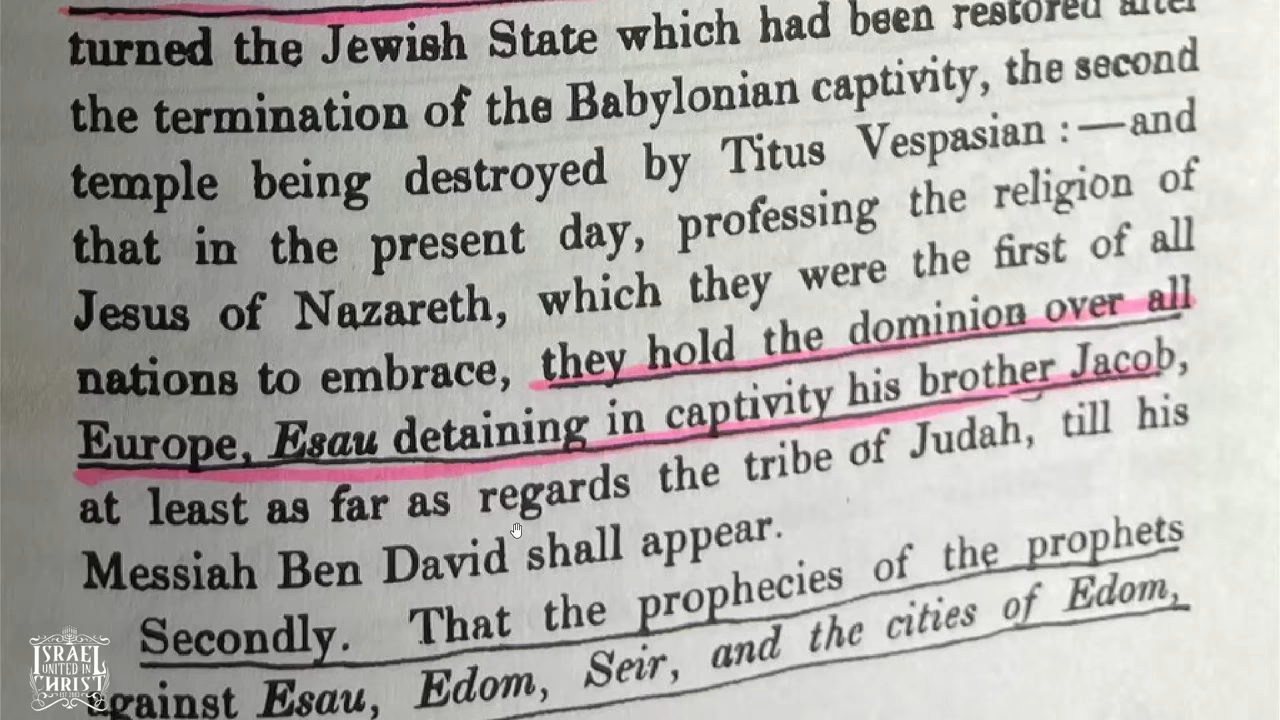 turned the Jewish State which had been restored after
the termination of the Babylonian captivity, the second
temple being destroyed by Titus Vespasian :—and
that in the present day, professing the religion of
Jesus of Nazareth, which they were the first of all
nations to embrace, they hold the dominion over all
Europe, Esau detaining in captivity his brother Jacob,
at least as far as regards the tribe of Judah, till his
Messiah Ben David shall appear.
Secondly. That the prophecies of the prophets
against Esau, Edom, Seir, and the cities of Edom,
ISRAEL
UNITED IN
CHRIST